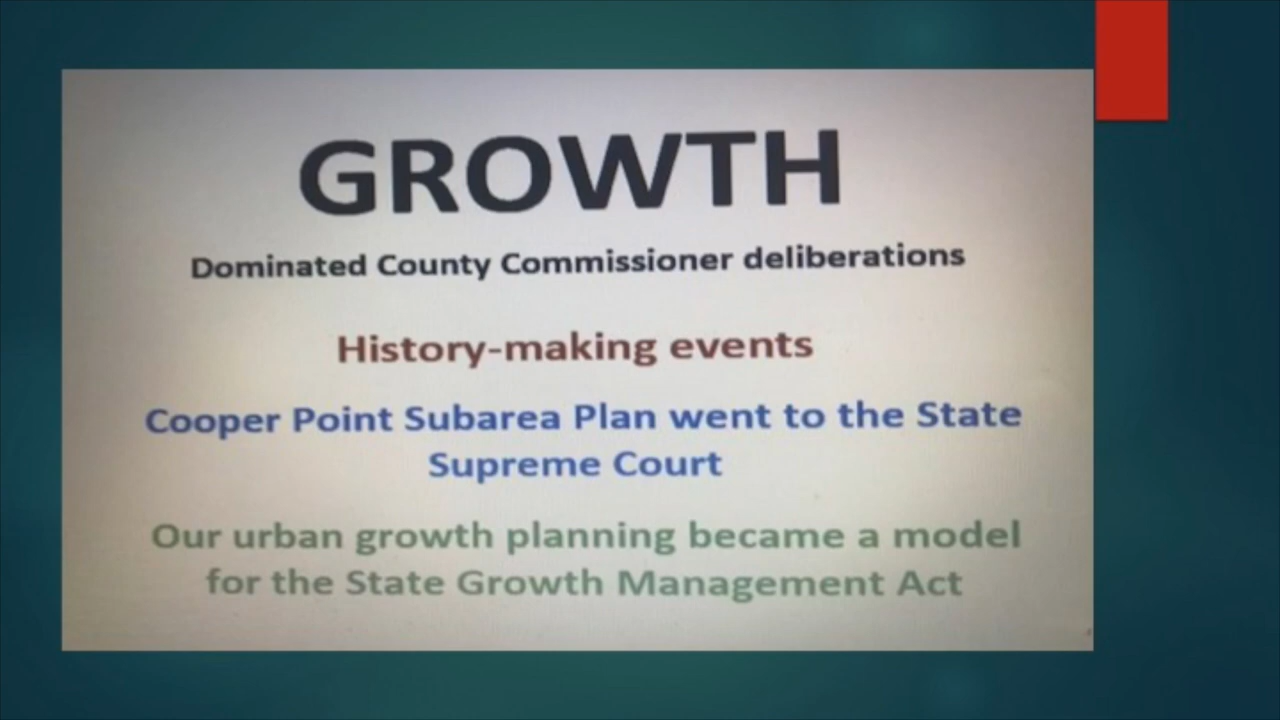 GROWTH
Dominated County Commissioner deliberations
History-making events
Cooper Point Subarea Plan went to the State
Supreme Court
Our urban growth planning became a model
for the State Growth Management Act